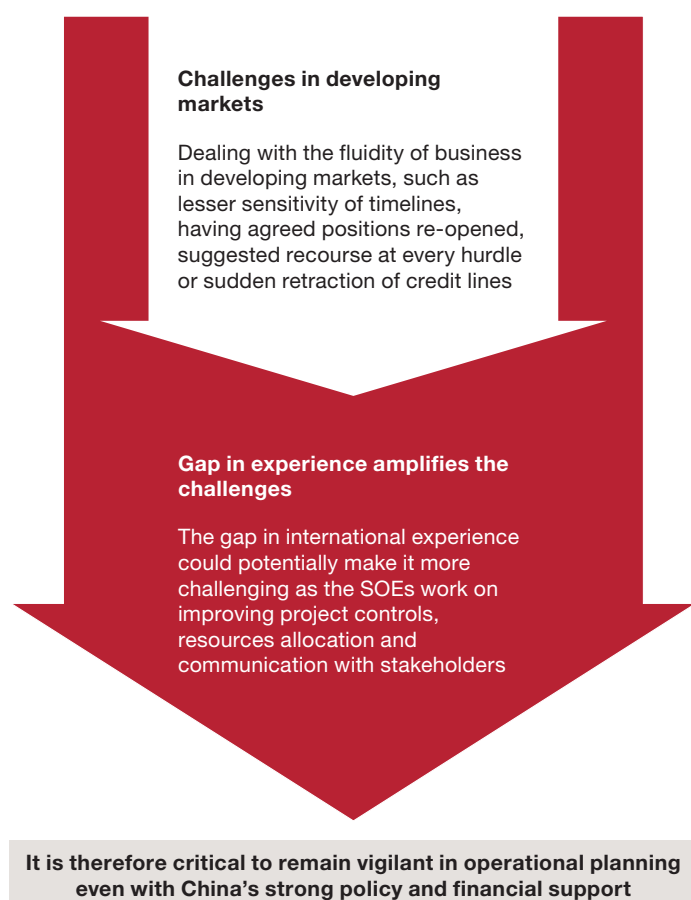 Challenges in developing
markets
Dealing with the fluidity of business
in developing markets, such as
lesser sensitivity of timelines,
having agreed positions re-opened,
suggested recourse at every hurdle
or sudden retraction of credit lines
Gap in experience amplifies the
challenges
The gap in international experience
could potentially make it more
challenging as the SOEs work on
improving project controls,
resources allocation and
communication with stakeholders
It is therefore critical to remain vigilant in operational planning
even with China’s strong policy and financial support